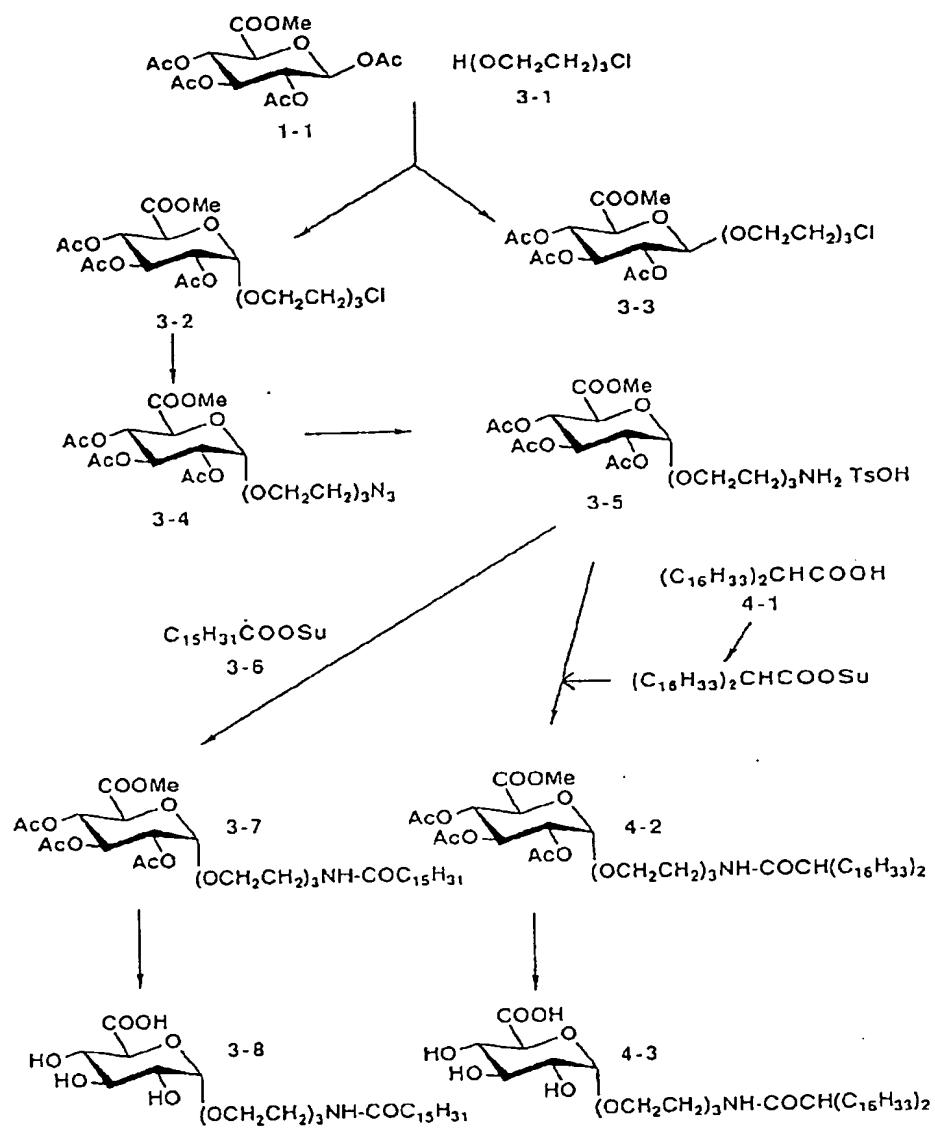 COOMe
O
AcO
AcO
AcO
OAc
1-1
H(OCH₂CH₂)₃Cl
3-1
COOMe
O
AcO
AcO
AcO
(OCH₂CH₂)₃Cl
3-2
COOMe
O
AcO
AcO
AcO
(OCH₂CH₂)₃Cl
3-3
COOMe
O
AcO
AcO
AcO
(OCH₂CH₂)₃N₃
3-4
COOMe
O
AcO
AcO
AcO
(OCH₂CH₂)₃NH₂ TsOH
3-5
C₁₅H₃₁COOSu
3-6
(C₁₆H₃₃)₂CHCOOH
4-1
(C₁₆H₃₃)₂CHCOOSu
COOMe
O
3-7
AcO
AcO
AcO
(OCH₂CH₂)₃NH-COC₁₅H₃₁
COOMe
O
4-2
AcO
AcO
AcO
(OCH₂CH₂)₃NH-COCH(C₁₆H₃₃)₂
COOH
O
3-8
HO
HO
HO
(OCH₂CH₂)₃NH-COC₁₅H₃₁
COOH
O
4-3
HO
HO
HO
(OCH₂CH₂)₃NH-COCH(C₁₆H₃₃)₂